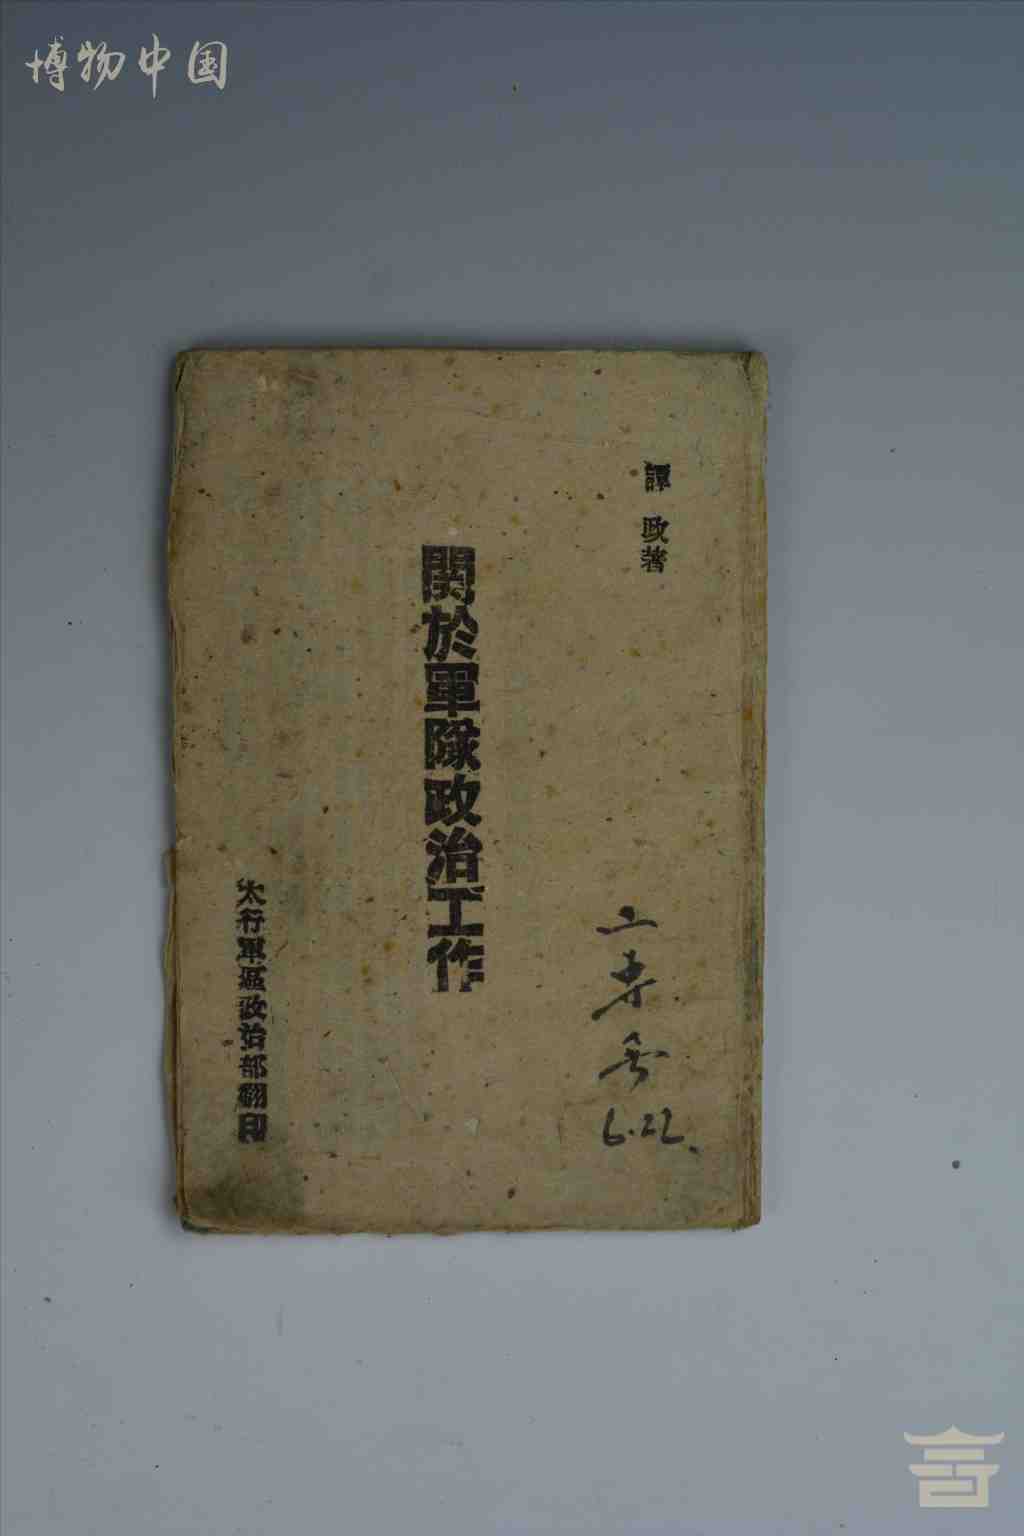 博物中国
譚政著
關於軍隊政治工作
太行軍區政治部翻印
6.22.